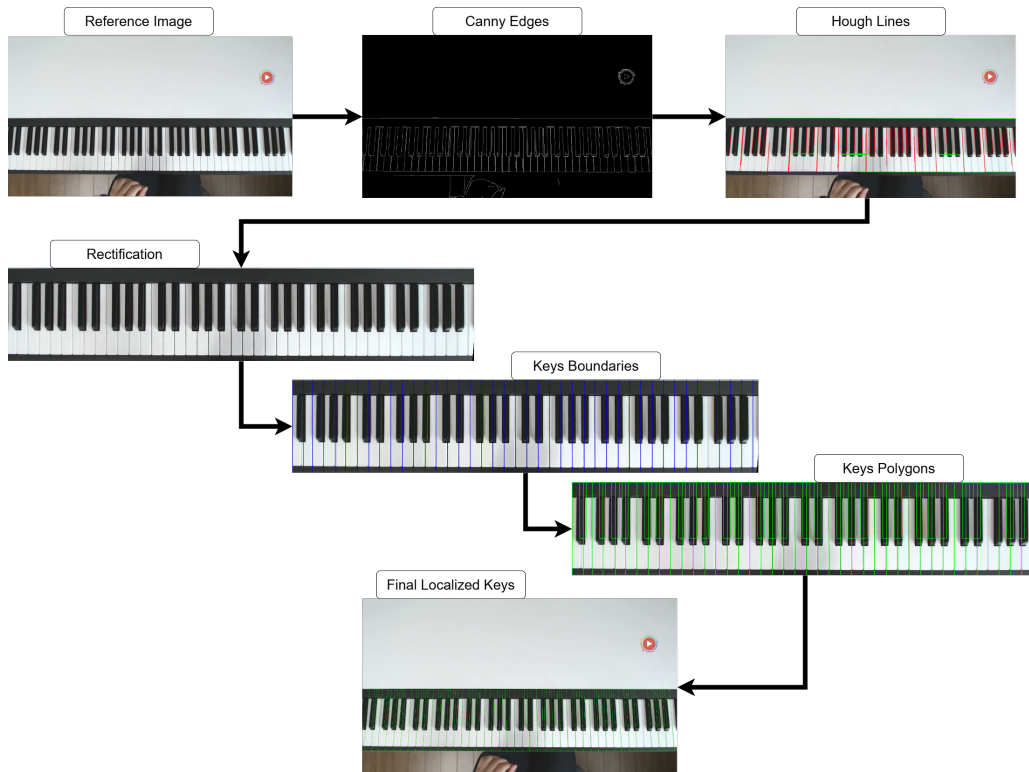 Reference Image
Canny Edges
Hough Lines
Rectification
Keys Boundaries
Keys Polygons
Final Localized Keys